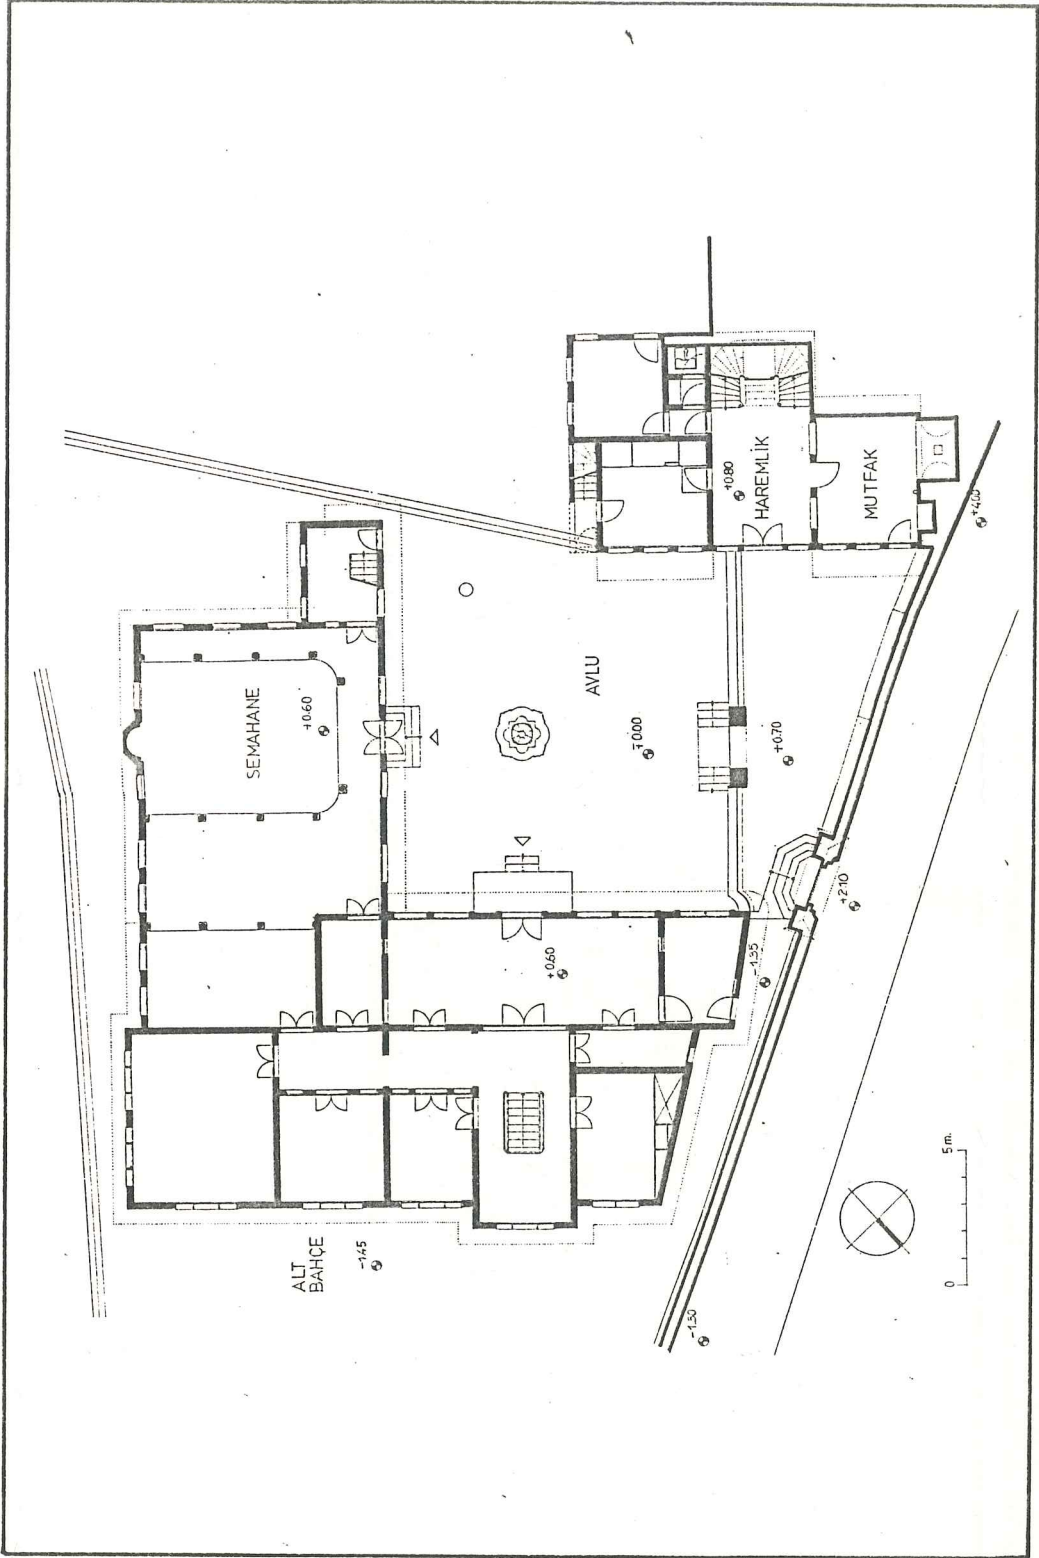 SEMAHANE
+0.60
AVLU
∓0.00
+0.70
+0.80
HAREMLİK
MUTFAK
+4.00
+0.60
+2.10
-1.35
ALT
BAHÇE
-1.45
-1.50
0
5 m.